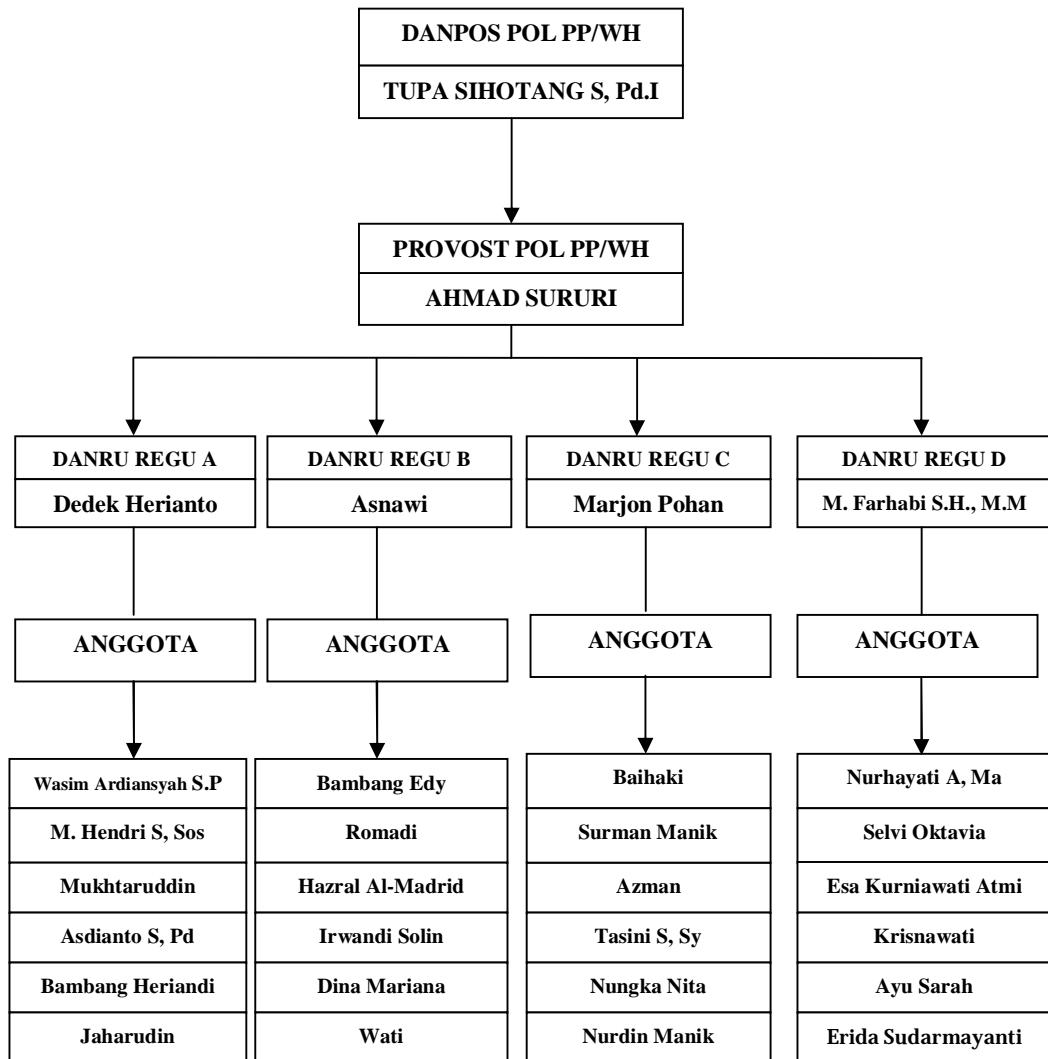 DANPOS POL PP/WH
TUPA SIHOTANG S, Pd.I
PROVOST POL PP/WH
AHMAD SURURI
DANRU REGU A
Dedek Herianto
ANGGOTA
Wasim Ardiansyah S.P
M. Hendri S, Sos
Mukhtaruddin
Asdianto S, Pd
Bambang Heriandi
Jaharudin
DANRU REGU B
Asnawi
ANGGOTA
Bambang Edy
Romadi
Hazral Al-Madrid
Irwandi Solin
Dina Mariana
Wati
DANRU REGU C
Marjon Pohan
ANGGOTA
Baihaki
Surman Manik
Azman
Tasini S, Sy
Nungka Nita
Nurdin Manik
DANRU REGU D
M. Farhabi S.H., M.M
ANGGOTA
Nurhayati A, Ma
Selvi Oktavia
Esa Kurniawati Atmi
Krisnawati
Ayu Sarah
Erida Sudarmayanti